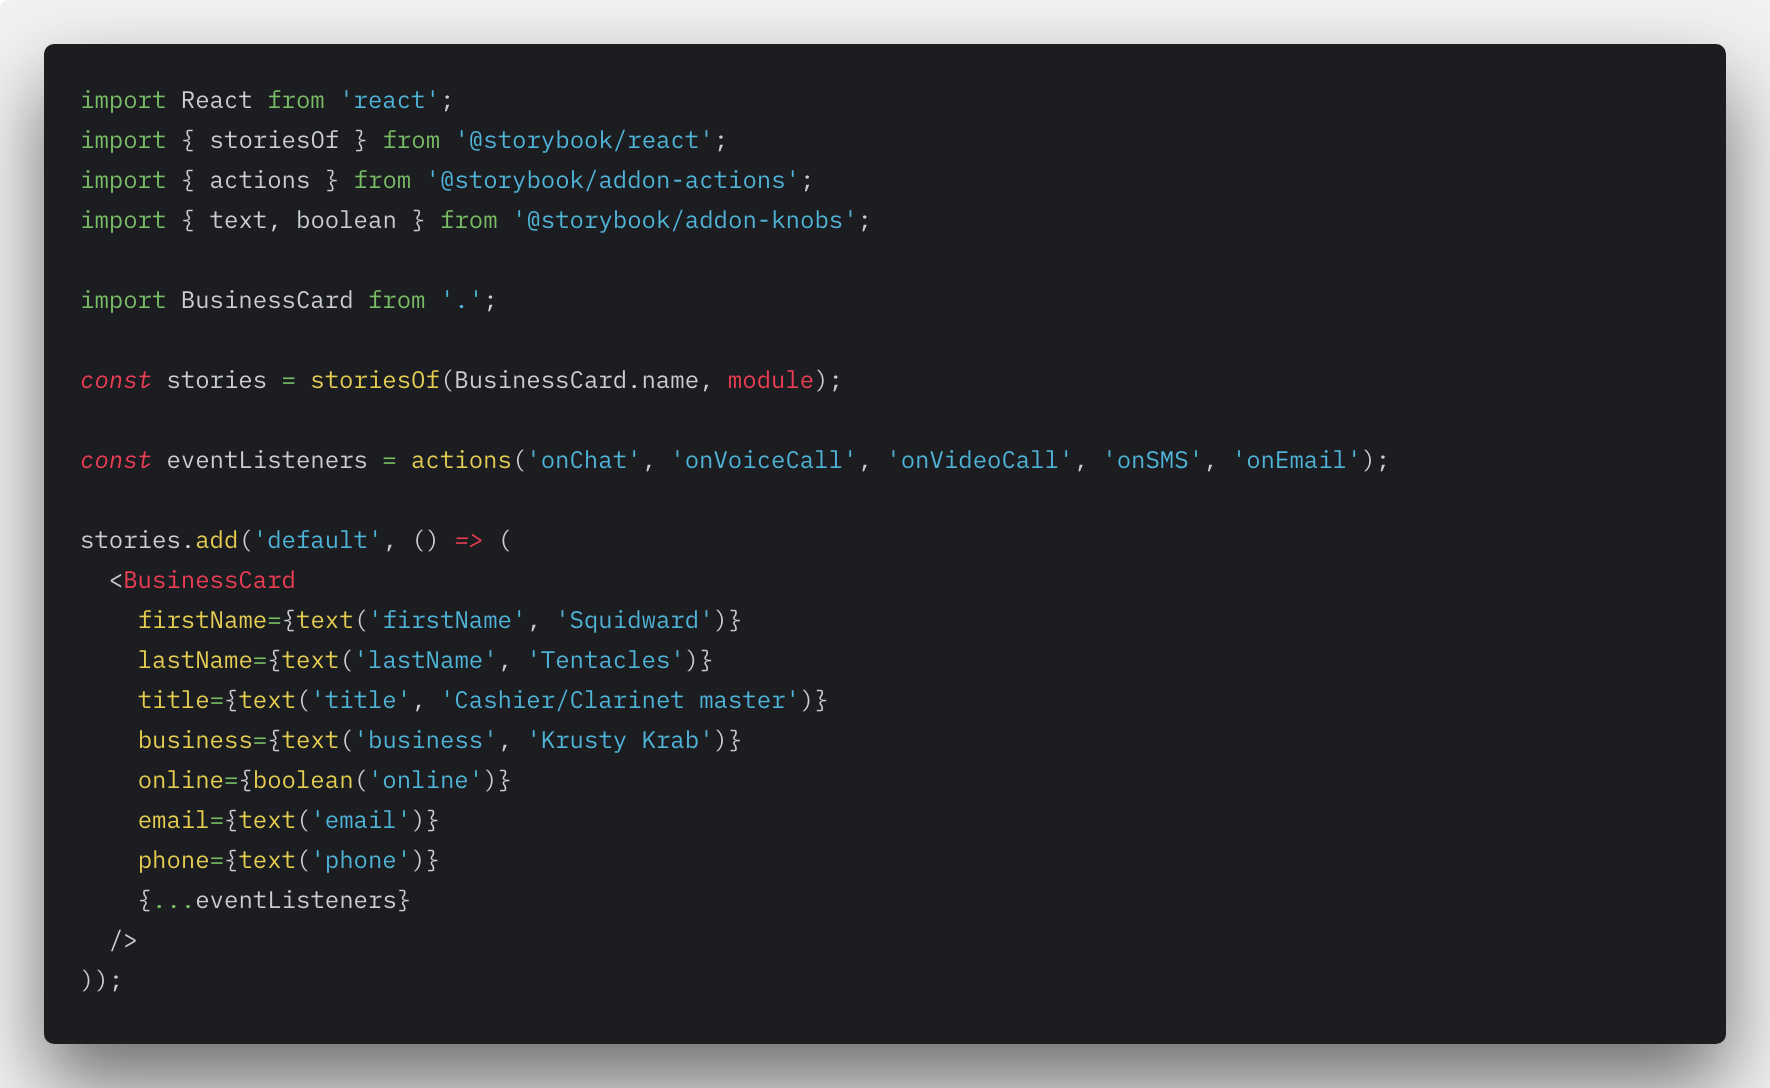 import React from 'react';
import { storiesOf } from '@storybook/react';
import { actions } from '@storybook/addon-actions';
import { text, boolean } from '@storybook/addon-knobs';

import BusinessCard from '.';

const stories = storiesOf(BusinessCard.name, module);

const eventListeners = actions('onChat', 'onVoiceCall', 'onVideoCall', 'onSMS', 'onEmail');

stories.add('default', () => (
  <BusinessCard
    firstName={text('firstName', 'Squidward')}
    lastName={text('lastName', 'Tentacles')}
    title={text('title', 'Cashier/Clarinet master')}
    business={text('business', 'Krusty Krab')}
    online={boolean('online')}
    email={text('email')}
    phone={text('phone')}
    {...eventListeners}
  />
));